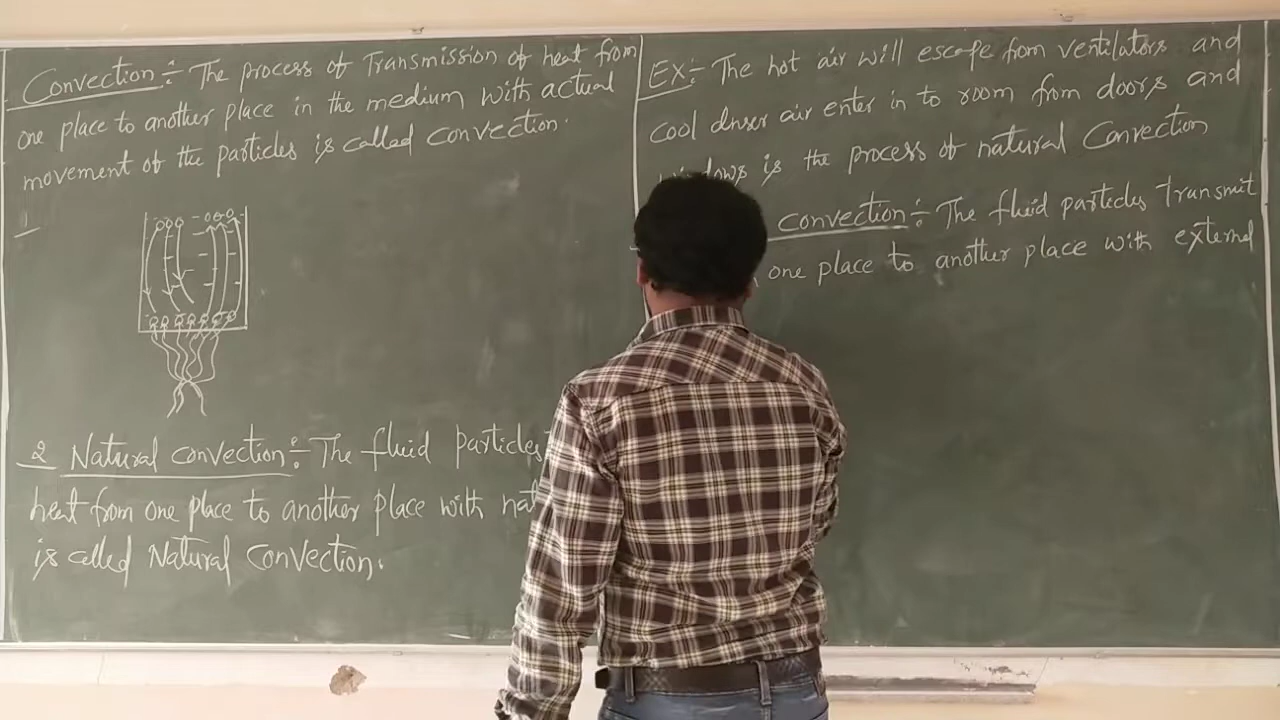 Convection:- The process of Transmission of heat from
one place to another place in the medium with actual
movement of the particles is called convection.
1
2 Natural convection:- The fluid particles
heat from one place to another place with
is called Natural Convection.
Ex:- The hot air will escape from ventilators and
cool dnser air enter in to room from doors and
is the process of natural Convection
convection:- The fluid particles transmit
one place to another place with external